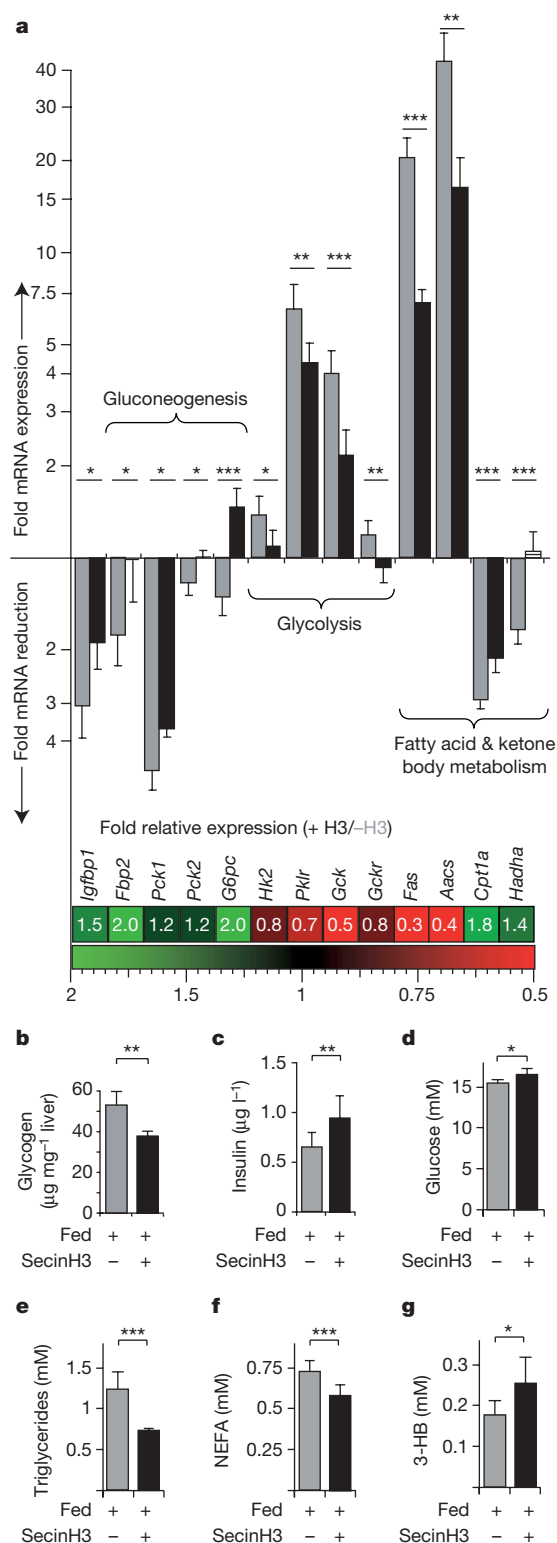 a
40
30
20
15
10
7.5
5
4
3
2
Fold mRNA expression
** 
***
** ***
Gluconeogenesis
* * * * *** * ** *** ***
Glycolysis
2
3
4
Fold mRNA reduction
Fatty acid & ketone
body metabolism
Fold relative expression (+ H3/–H3)
Igfbp1 Fbp2 Pck1 Pck2 G6pc Hk2 Pklr Gck Gckr Fas Aacs Cpt1a Hadha
1.5 2.0 1.2 1.2 2.0 0.8 0.7 0.5 0.8 0.3 0.4 1.8 1.4
2 1.5 1 0.75 0.5
b
**
60
40
20
0
Glycogen
(μg mg–1 liver)
Fed + +
SecinH3 – +
c
**
1.5
1.0
0.5
0
Insulin (μg l–1)
+ +
– +
d
*
15
10
5
0
Glucose (mM)
Fed + +
SecinH3 – +
e
***
1.5
1
0.5
Triglycerides (mM)
Fed + +
SecinH3 – +
f
***
0.75
0.5
0.25
NEFA (mM)
+ +
– +
g
*
0.3
0.2
0.1
3-HB (mM)
Fed + +
SecinH3 – +